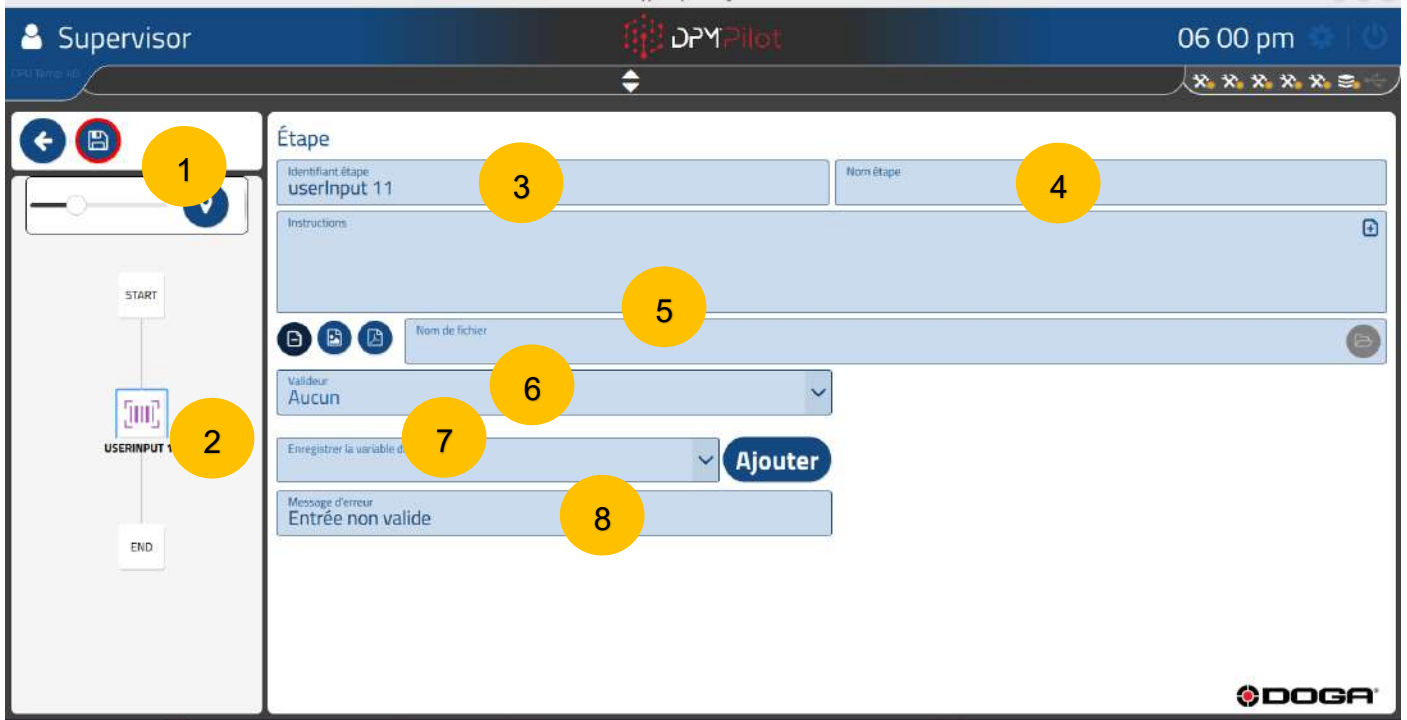 Supervisor
DPMPilot
06 00 pm
CPU Temp:
1
Étape
Identifiant étape
userInput 11
3
Nom étape
4
Instructions
START
5
Nom de fichier
Valideur
Aucun
6
USERINPUT 1
2
Enregistrer la variable d
7
Ajouter
Message d'erreur
Entrée non valide
8
END
DOGA